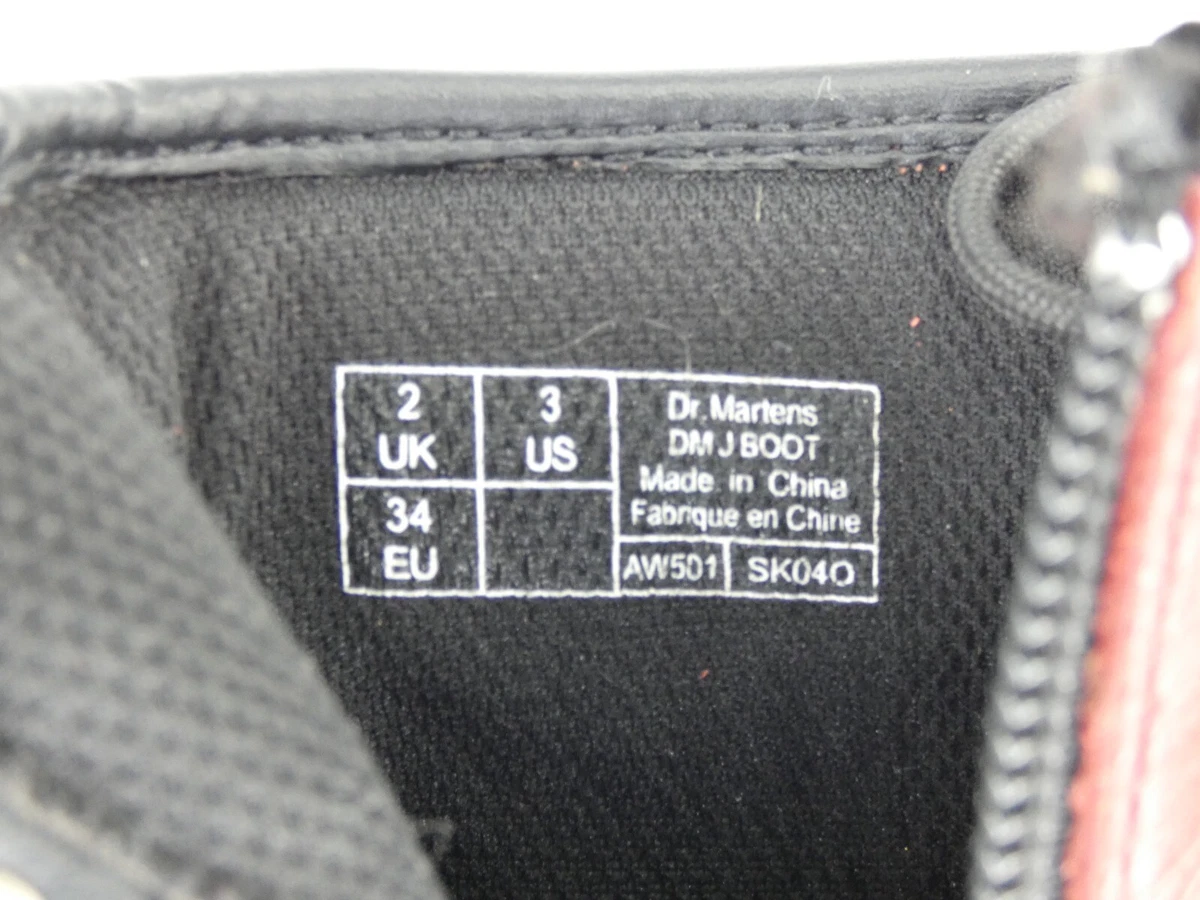 2
UK
3
US
34
EU
Dr.Martens
DM J BOOT
Made in China
Fabrique en Chine
AW501
SK04O